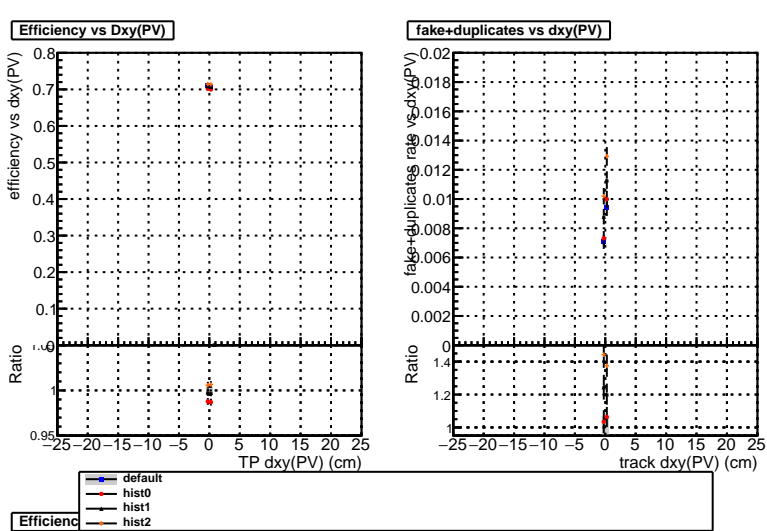 Efficiency vs Dxy(PV)
efficiency vs dxy(PV)
0.8
0.7
0.6
0.5
0.4
0.3
0.2
0.1
0
Ratio
1
0.95
−25 −20 −15 −10 −5 0 5 10 15 20 25
TP dxy(PV) (cm)
fake+duplicates vs dxy(PV)
fake+duplicates rate vs dxy(PV)
0.02
0.018
0.016
0.014
0.012
0.01
0.008
0.006
0.004
0.002
0
Ratio
1.4
1.2
1
−25 −20 −15 −10 −5 0 5 10 15 20 25
track dxy(PV) (cm)
default
hist0
hist1
hist2